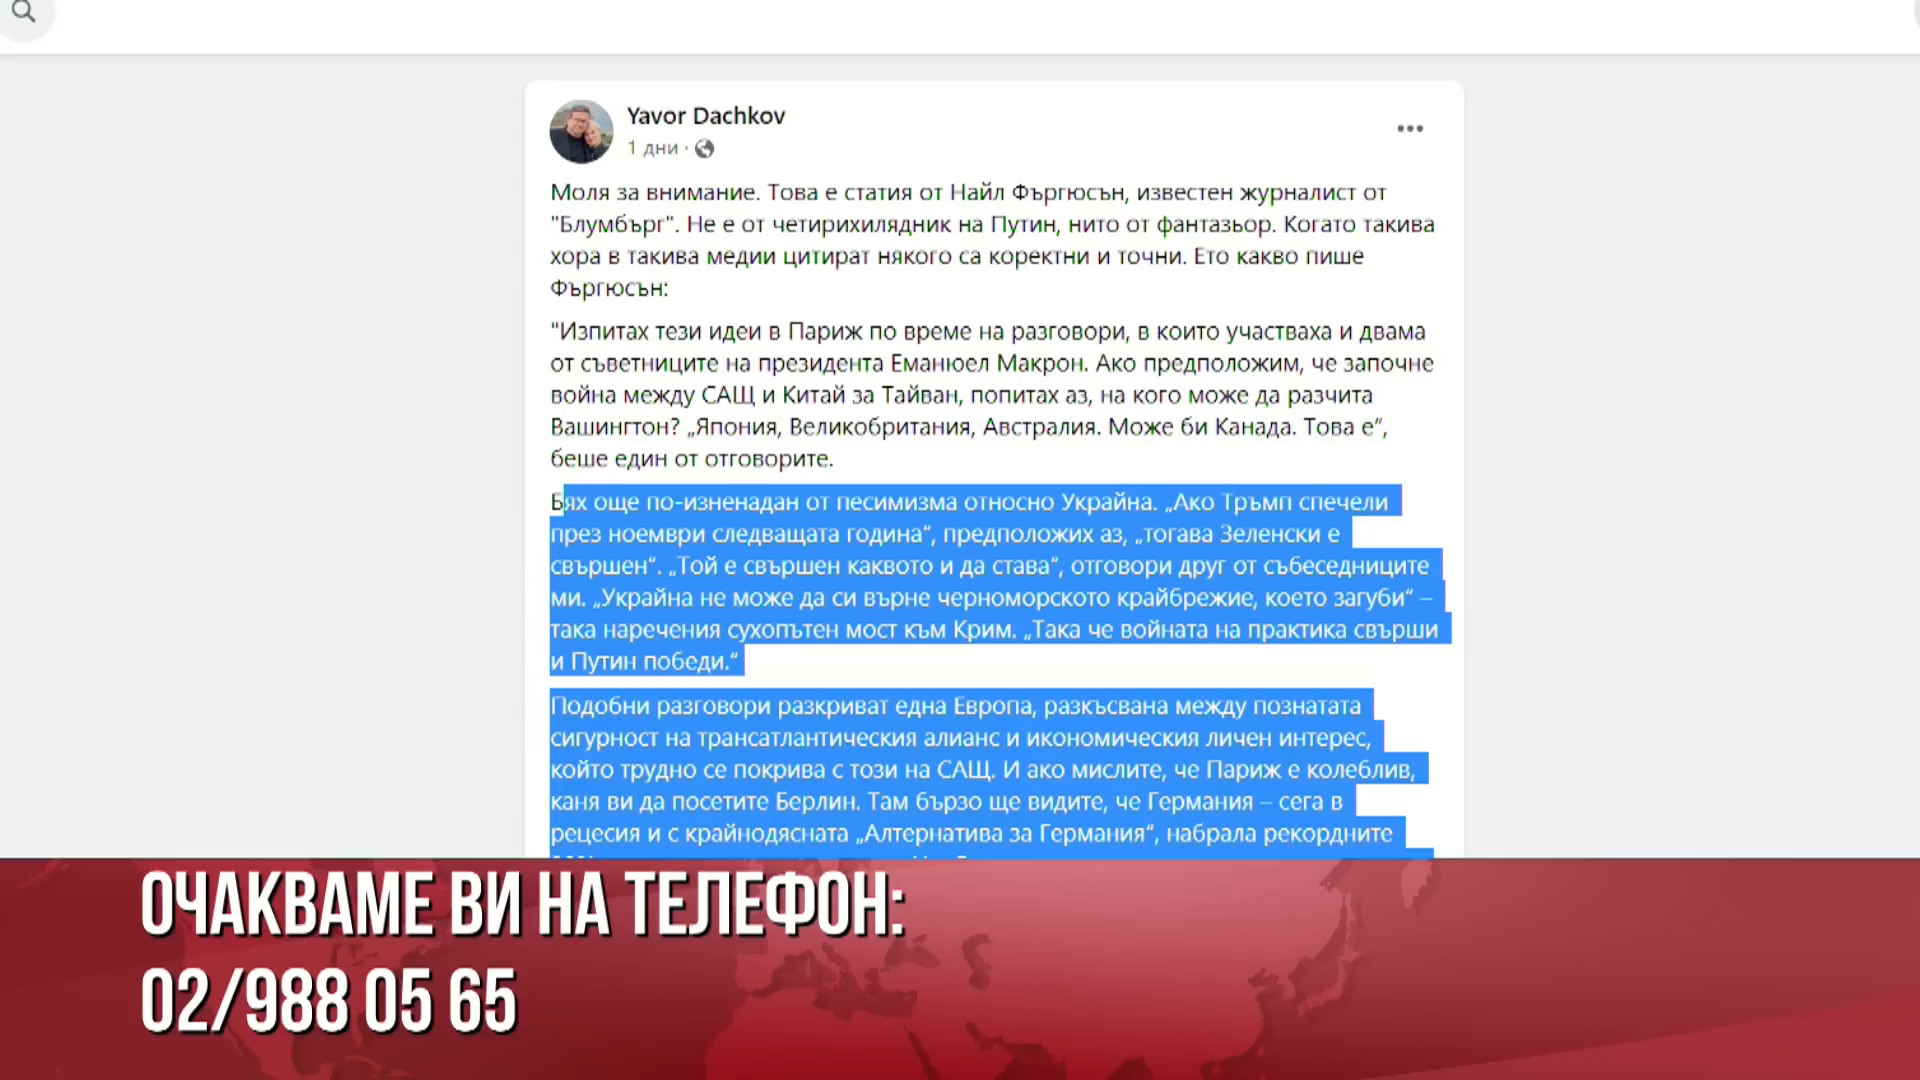 Yavor Dachkov
1 дни ·
Моля за внимание. Това е статия от Найл Фъргюсън, известен журналист от
"Блумбърг". Не е от четирихилядник на Путин, нито от фантазьор. Когато такива
хора в такива медии цитират някого са коректни и точни. Ето какво пише
Фъргюсън:
"Изпитах тези идеи в Париж по време на разговори, в които участваха и двама
от съветниците на президента Еманюел Макрон. Ако предположим, че започне
война между САЩ и Китай за Тайван, попитах аз, на кого може да разчита
Вашингтон? „Япония, Великобритания, Австралия. Може би Канада. Това е“,
беше един от отговорите.
Бях още по-изненадан от песимизма относно Украйна. „Ако Тръмп спечели
през ноември следващата година“, предположих аз, „тогава Зеленски е
свършен“. „Той е свършен каквото и да става“, отговори друг от събеседниците
ми. „Украйна не може да си върне черноморското крайбрежие, което загуби“ –
така наречения сухопътен мост към Крим. „Така че войната на практика свърши
и Путин победи.“
Подобни разговори разкриват една Европа, разкъсвана между познатата
сигурност на трансатлантическия алианс и икономическия личен интерес,
който трудно се покрива с този на САЩ. И ако мислите, че Париж е колеблив,
каня ви да посетите Берлин. Там бързо ще видите, че Германия – сега в
рецесия и с крайнодясната „Алтернатива за Германия“, набрала рекордните
ОЧАКВАМЕ ВИ НА ТЕЛЕФОН:
02/988 05 65